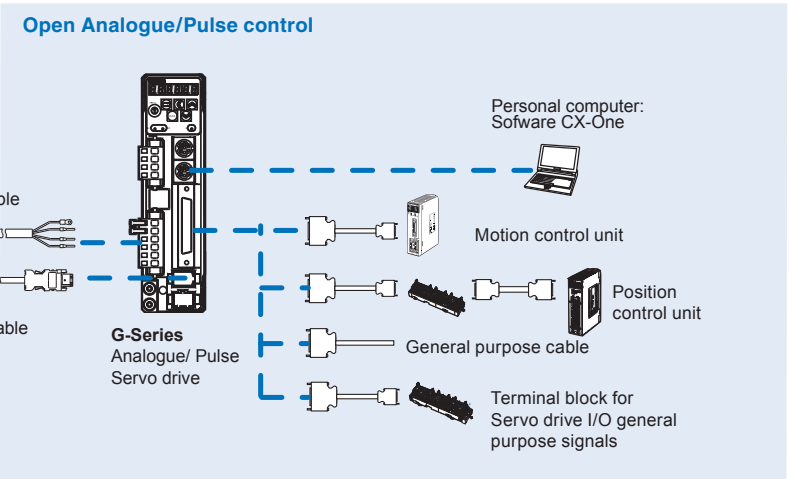 Open Analogue/Pulse control
Personal computer:
Sofware CX-One
ble
Motion control unit
Position
control unit
able
G-Series
Analogue/ Pulse
Servo drive
General purpose cable
Terminal block for
Servo drive I/O general
purpose signals